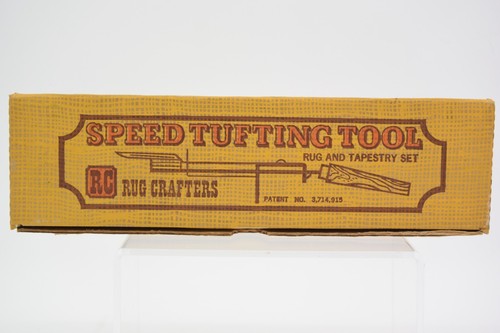 SPEED TUFTING TOOL
RUG AND TAPESTRY SET
RC RUG CRAFTERS
PATENT NO. 3,714,915